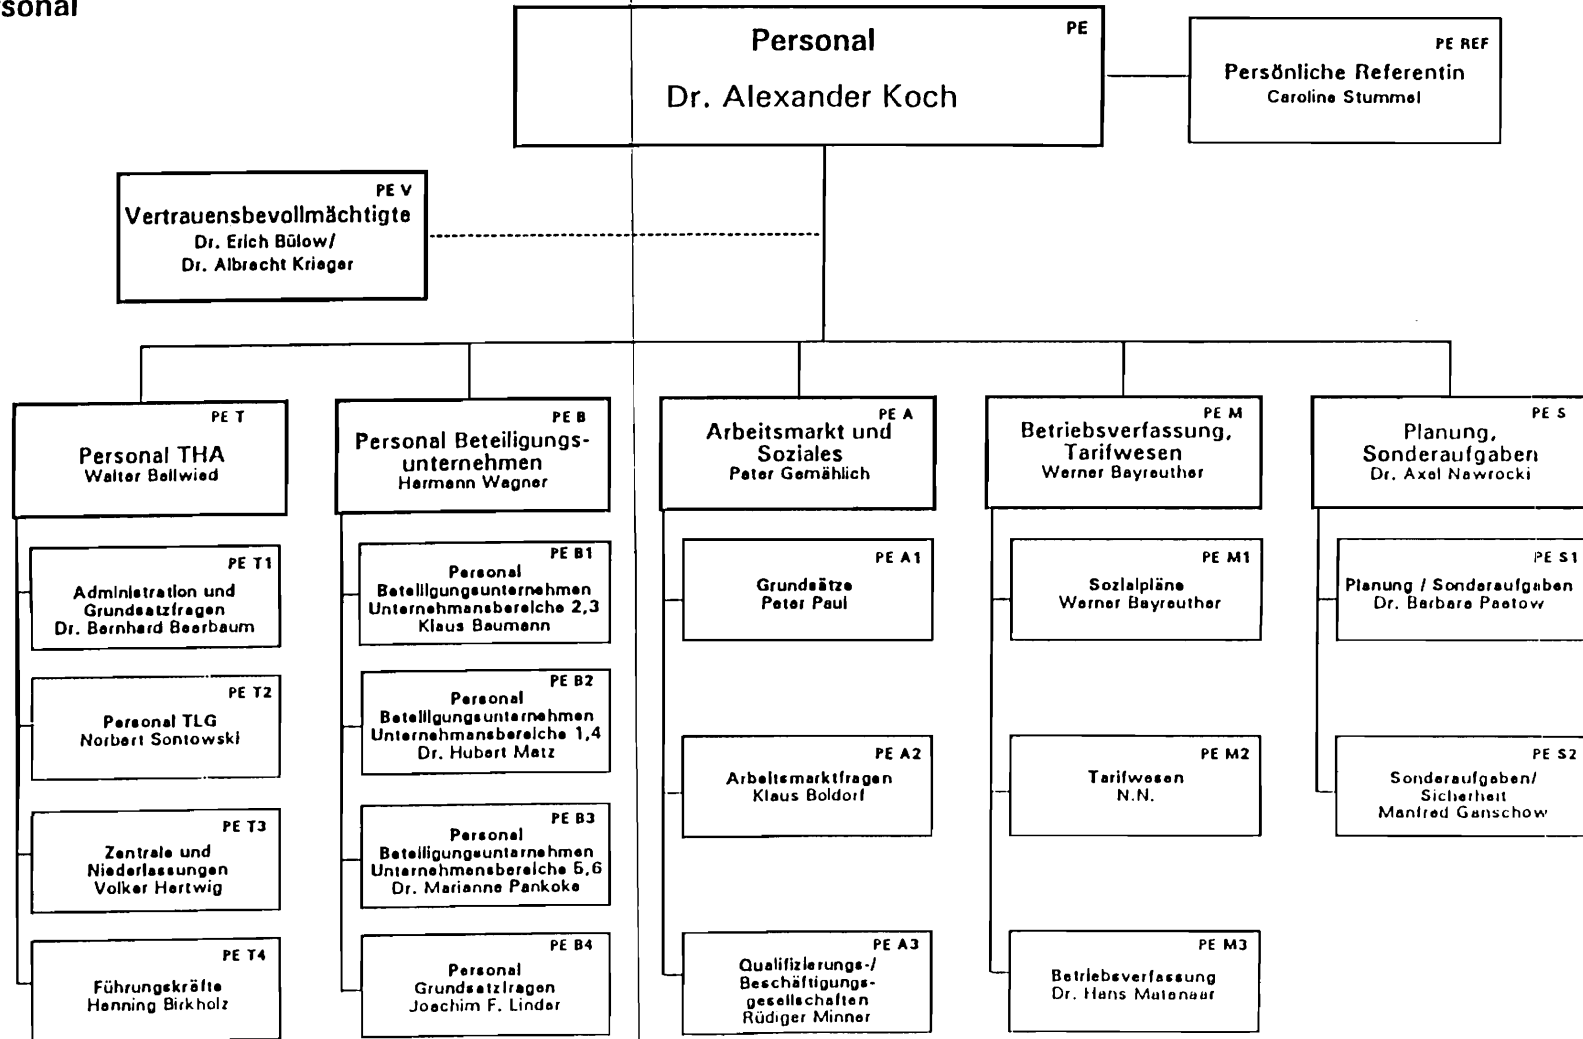 rsonal
PE
Personal
Dr. Alexander Koch
PE REF
Persönliche Referentin
Caroline Stummel
PE V
Vertrauensbevollmächtigte
Dr. Erich Bülow/
Dr. Albrecht Krieger
PE T
Personal THA
Walter Bellwied
PE B
Personal Beteiligungs-
unternehmen
Hermann Wagner
PE A
Arbeitsmarkt und
Soziales
Peter Gemählich
PE M
Betriebsverfassung,
Tarifwesen
Werner Bayreuther
PE S
Planung,
Sonderaufgaben
Dr. Axel Nawrocki
PE T1
Administration und
Grundsatzfragen
Dr. Bernhard Beerbaum
PE T2
Personal TLG
Norbert Sontowski
PE T3
Zentrale und
Niederlassungen
Volker Hertwig
PE T4
Führungskräfte
Henning Birkholz
PE B1
Personal
Beteiligungsunternehmen
Unternehmensbereiche 2,3
Klaus Baumann
PE B2
Personal
Beteiligungsunternehmen
Unternehmensbereiche 1,4
Dr. Hubert Metz
PE B3
Personal
Beteiligungsunternehmen
Unternehmensbereiche 5,6
Dr. Marianne Pankoke
PE B4
Personal
Grundsatzfragen
Joachim F. Linder
PE A1
Grundsätze
Peter Paul
PE A2
Arbeitsmarktfragen
Klaus Boldorf
PE A3
Qualifizierungs-/
Beschäftigungs-
gesellschaften
Rüdiger Minner
PE M1
Sozialpläne
Werner Bayreuther
PE M2
Tarifwesen
N.N.
PE M3
Betriebsverfassung
Dr. Hans Matenaar
PE S1
Planung / Sonderaufgaben
Dr. Barbara Paetow
PE S2
Sonderaufgaben/
Sicherheit
Manfred Ganschow